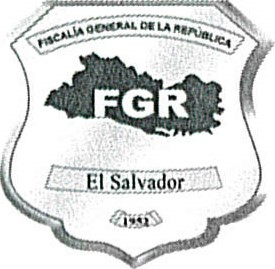 FISCALÍA GENERAL DE LA REPÚBLICA
FGR
El Salvador
1952